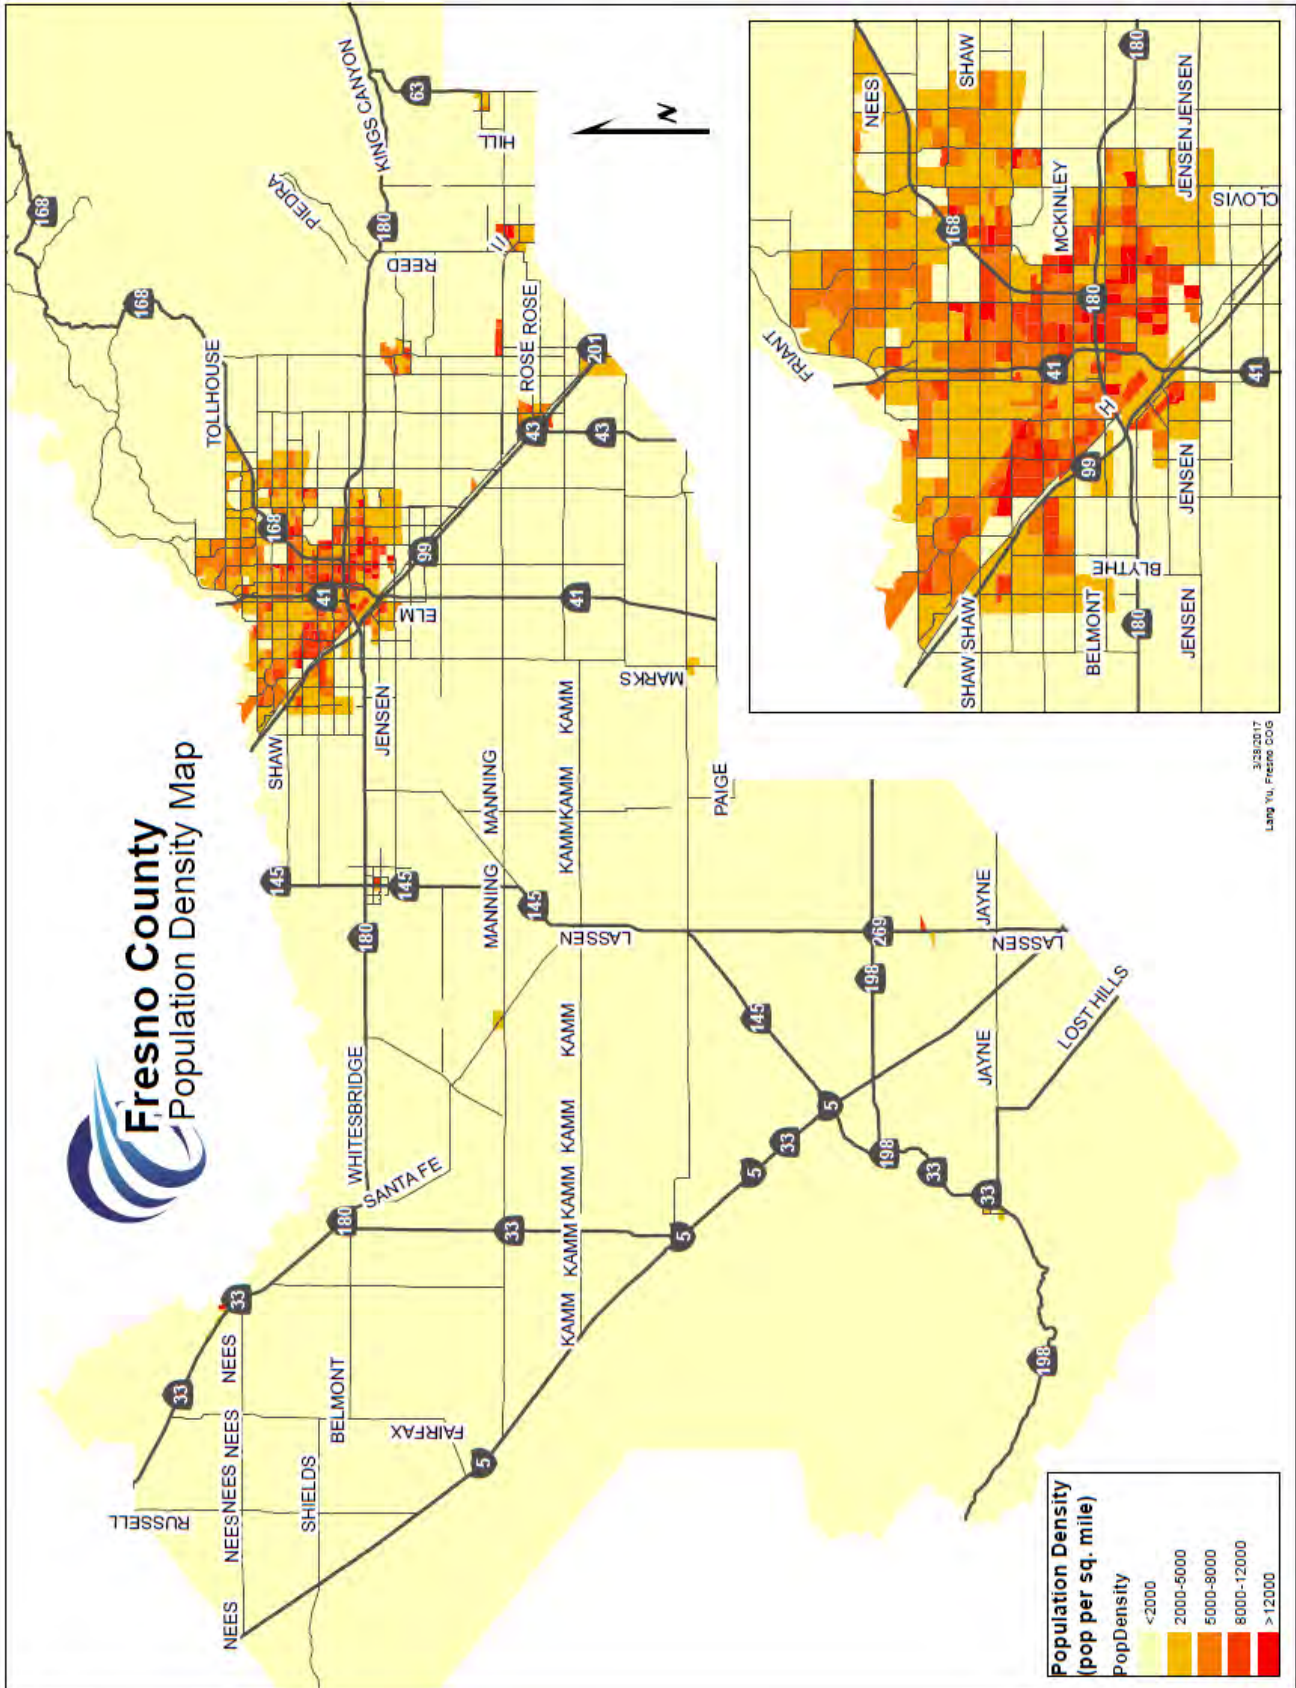 Fresno County
Population Density Map
168
168
TOLLHOUSE
PIEDRA
KINGS CANYON
63
HILL
180
REED
U
ROSE ROSE
201
43
43
168
41
99
ELM
41
MARKS
SHAW
JENSEN
145
145
180
MANNING
MANNING
KAMM
KAMMKAMM
145
LASSEN
PAIGE
WHITESBRIDGE
SANTA FE
180
KAMM
KAMM
KAMM
KAMM
KAMM
33
33
33
NEES
NEES
NEES
NEES
NEES
BELMONT
SHIELDS
FAIRFAX
RUSSELL
5
5
5
33
5
145
198
269
198
33
33
JAYNE
JAYNE
LASSEN
LOST HILLS
198
N
NEES
SHAW
180
FRIANT
168
MCKINLEY
JENSEN
JENSEN
CLOVIS
180
41
41
H
99
JENSEN
BLYTHE
BELMONT
180
JENSEN
SHAW
SHAW
3/28/2017
Lang Yu, Fresno COG
Population Density
(pop per sq. mile)
PopDensity
<2000
2000-5000
5000-8000
8000-12000
>12000